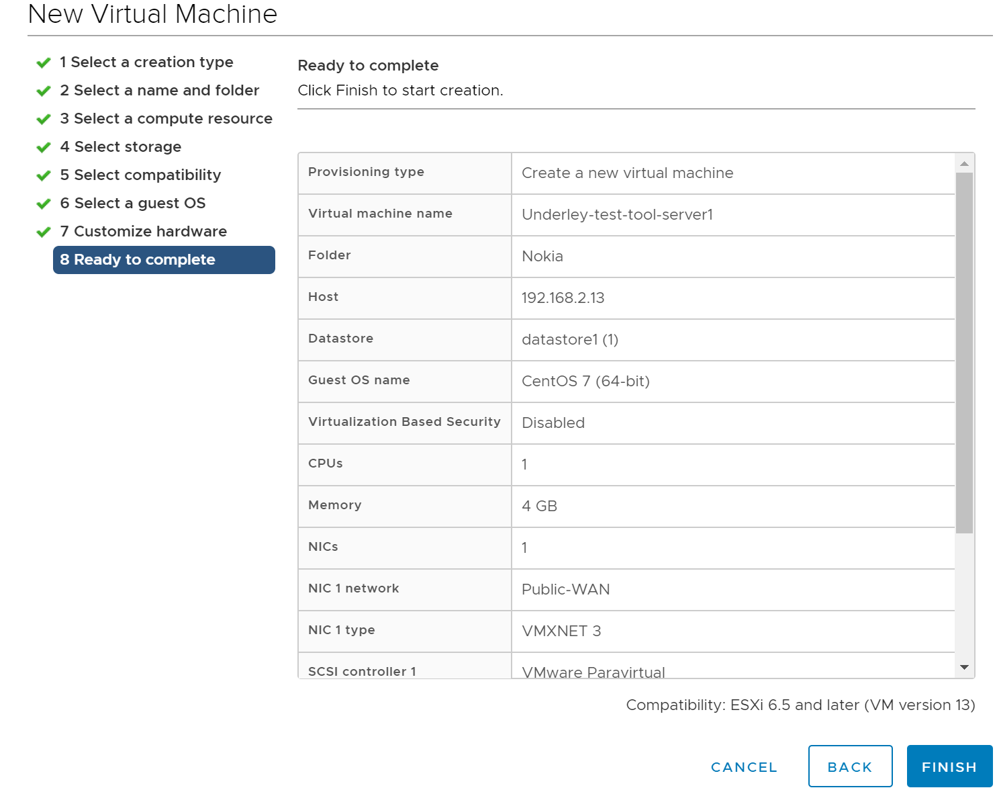 New Virtual Machine
1 Select a creation type
2 Select a name and folder
3 Select a compute resource
4 Select storage
5 Select compatibility
6 Select a guest OS
7 Customize hardware
8 Ready to complete
Ready to complete
Click Finish to start creation.
Provisioning type Create a new virtual machine
Virtual machine name Underley-test-tool-server1
Folder Nokia
Host 192.168.2.13
Datastore datastore1 (1)
Guest OS name CentOS 7 (64-bit)
Virtualization Based Security Disabled
CPUs 1
Memory 4 GB
NICs 1
NIC 1 network Public-WAN
NIC 1 type VMXNET 3
SCSI controller 1 VMware Paravirtual
Compatibility: ESXi 6.5 and later (VM version 13)
CANCEL BACK FINISH